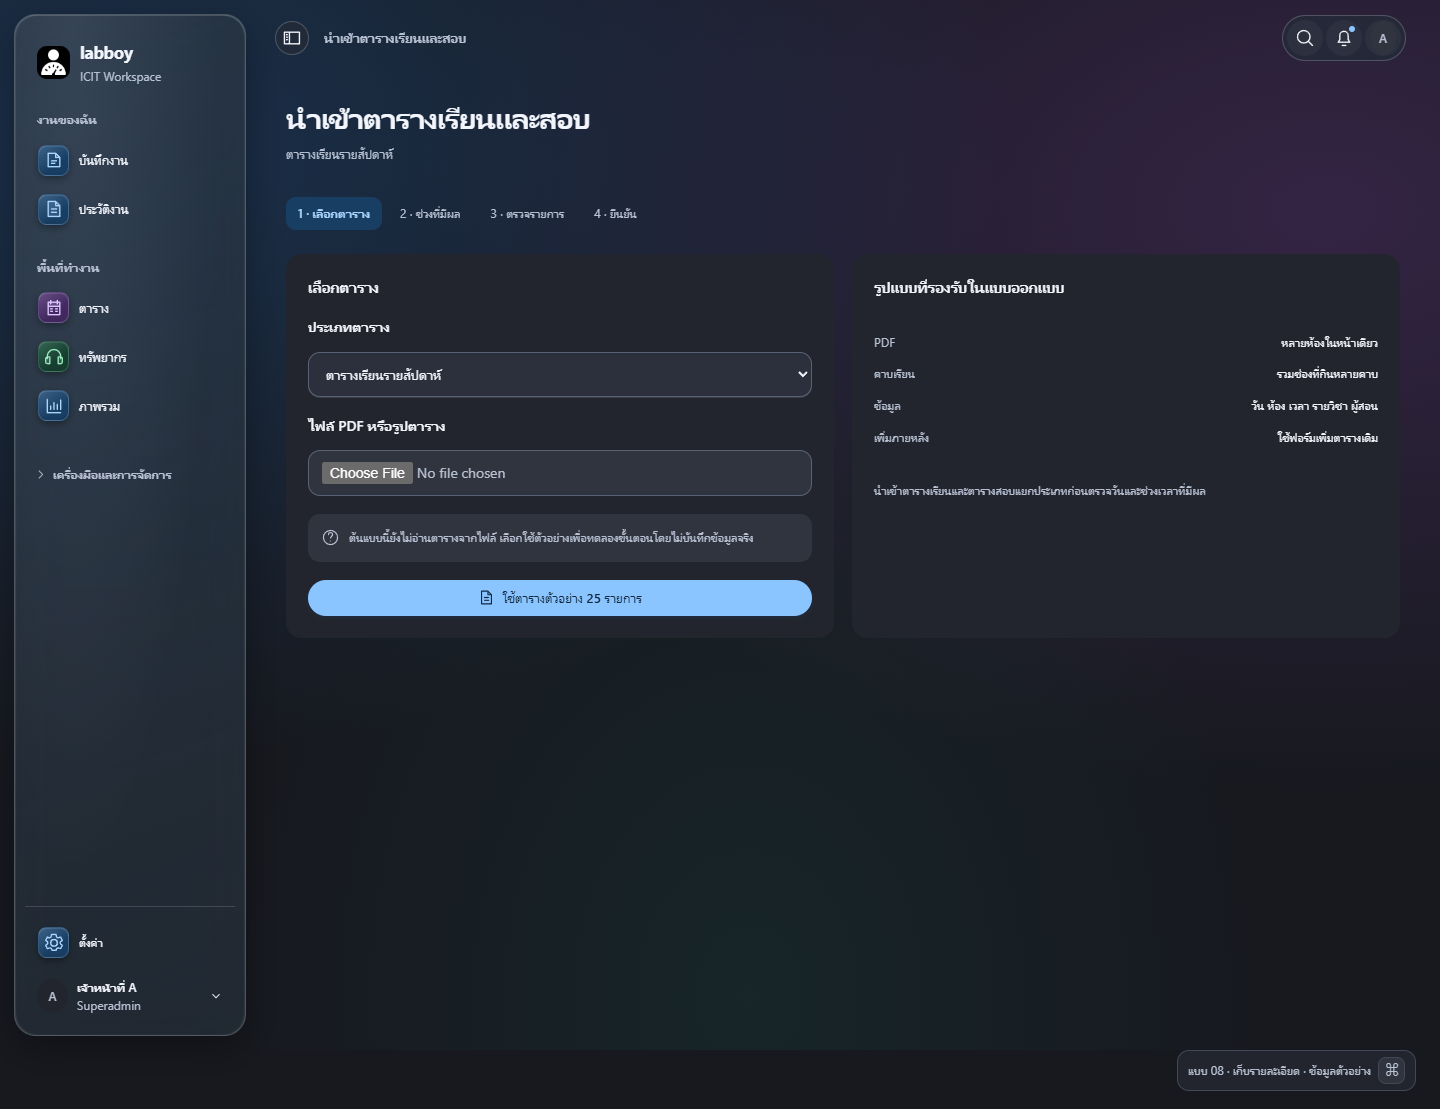 labboy
ICIT Workspace
งานของฉัน
บันทึกงาน
ประวัติงาน
พื้นที่ทำงาน
ตาราง
ทรัพยากร
ภาพรวม
เครื่องมือและการจัดการ
ตั้งค่า
A
เจ้าหน้าที่ A
Superadmin
นำเข้าตารางเรียนและสอบ
A
นำเข้าตารางเรียนและสอบ
ตารางเรียนรายสัปดาห์
1 · เลือกตาราง
2 · ช่วงที่มีผล
3 · ตรวจรายการ
4 · ยืนยัน
เลือกตาราง
ประเภทตาราง
ตารางเรียนรายสัปดาห์
ไฟล์ PDF หรือรูปตาราง
Choose File No file chosen
ต้นแบบนี้ยังไม่อ่านตารางจากไฟล์ เลือกใช้ตัวอย่างเพื่อทดลองขั้นตอนโดยไม่บันทึกข้อมูลจริง
ใช้ตารางตัวอย่าง 25 รายการ
รูปแบบที่รองรับในแบบออกแบบ
PDF หลายห้องในหน้าเดียว
คาบเรียน รวมช่องที่กินหลายคาบ
ข้อมูล วัน ห้อง เวลา รายวิชา ผู้สอน
เพิ่มภายหลัง ใช้ฟอร์มเพิ่มตารางเดิม
นำเข้าตารางเรียนและตารางสอบแยกประเภทก่อนตรวจวันและช่วงเวลาที่มีผล
แบบ 08 · เก็บรายละเอียด · ข้อมูลตัวอย่าง ⌘